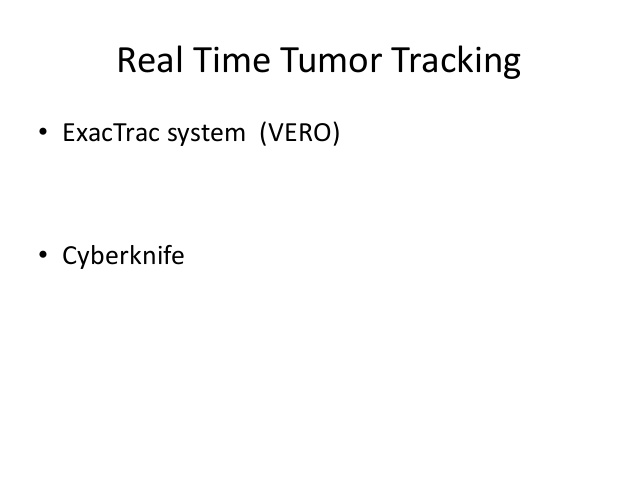 Real Time Tumor Tracking
• ExacTrac system  (VERO)
• Cyberknife